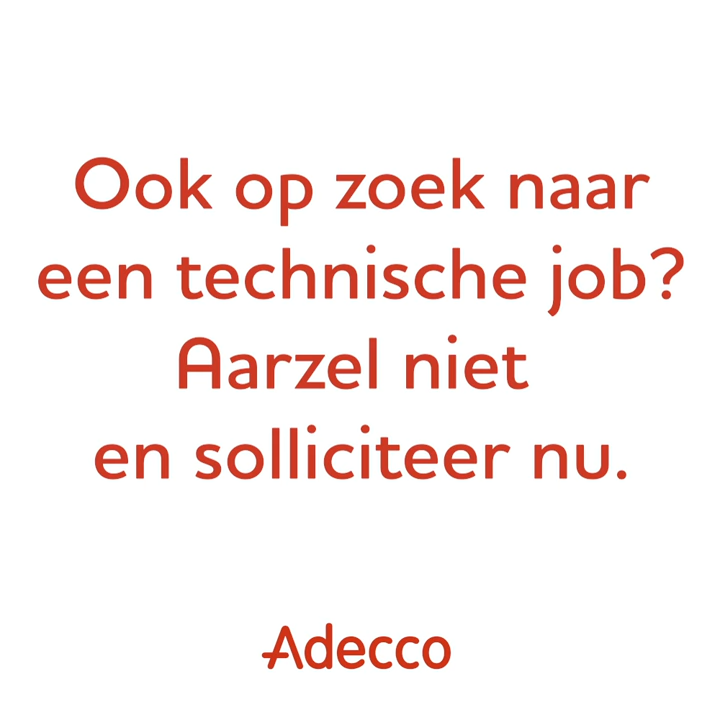 Ook op zoek naar
een technische job?
Aarzel niet
en solliciteer nu.
Adecco